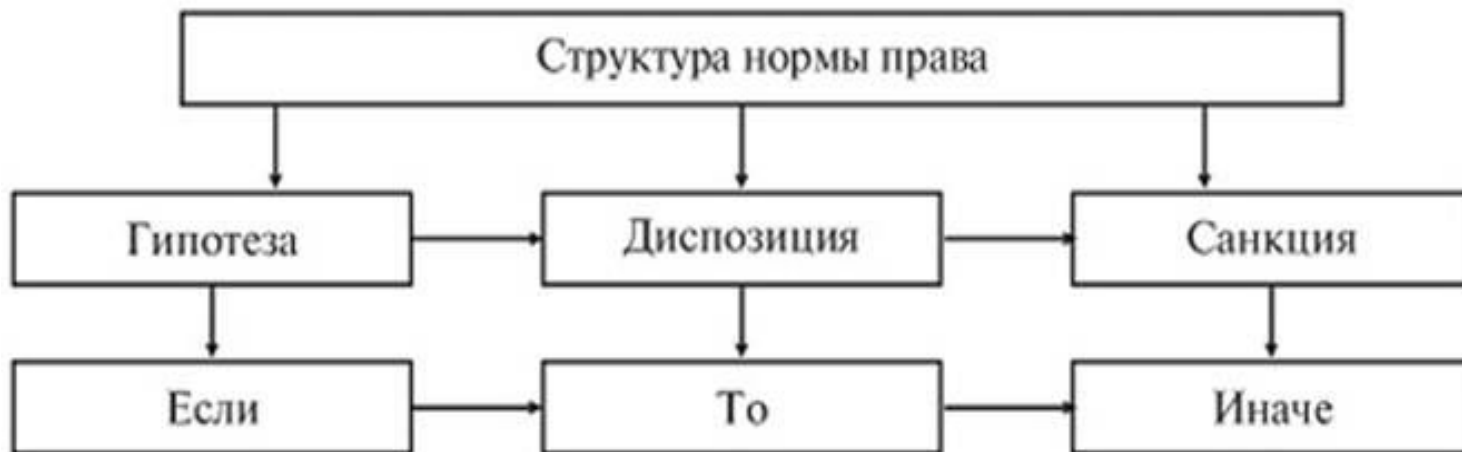 Структура нормы права
Гипотеза
Диспозиция
Санкция
Если
То
Иначе